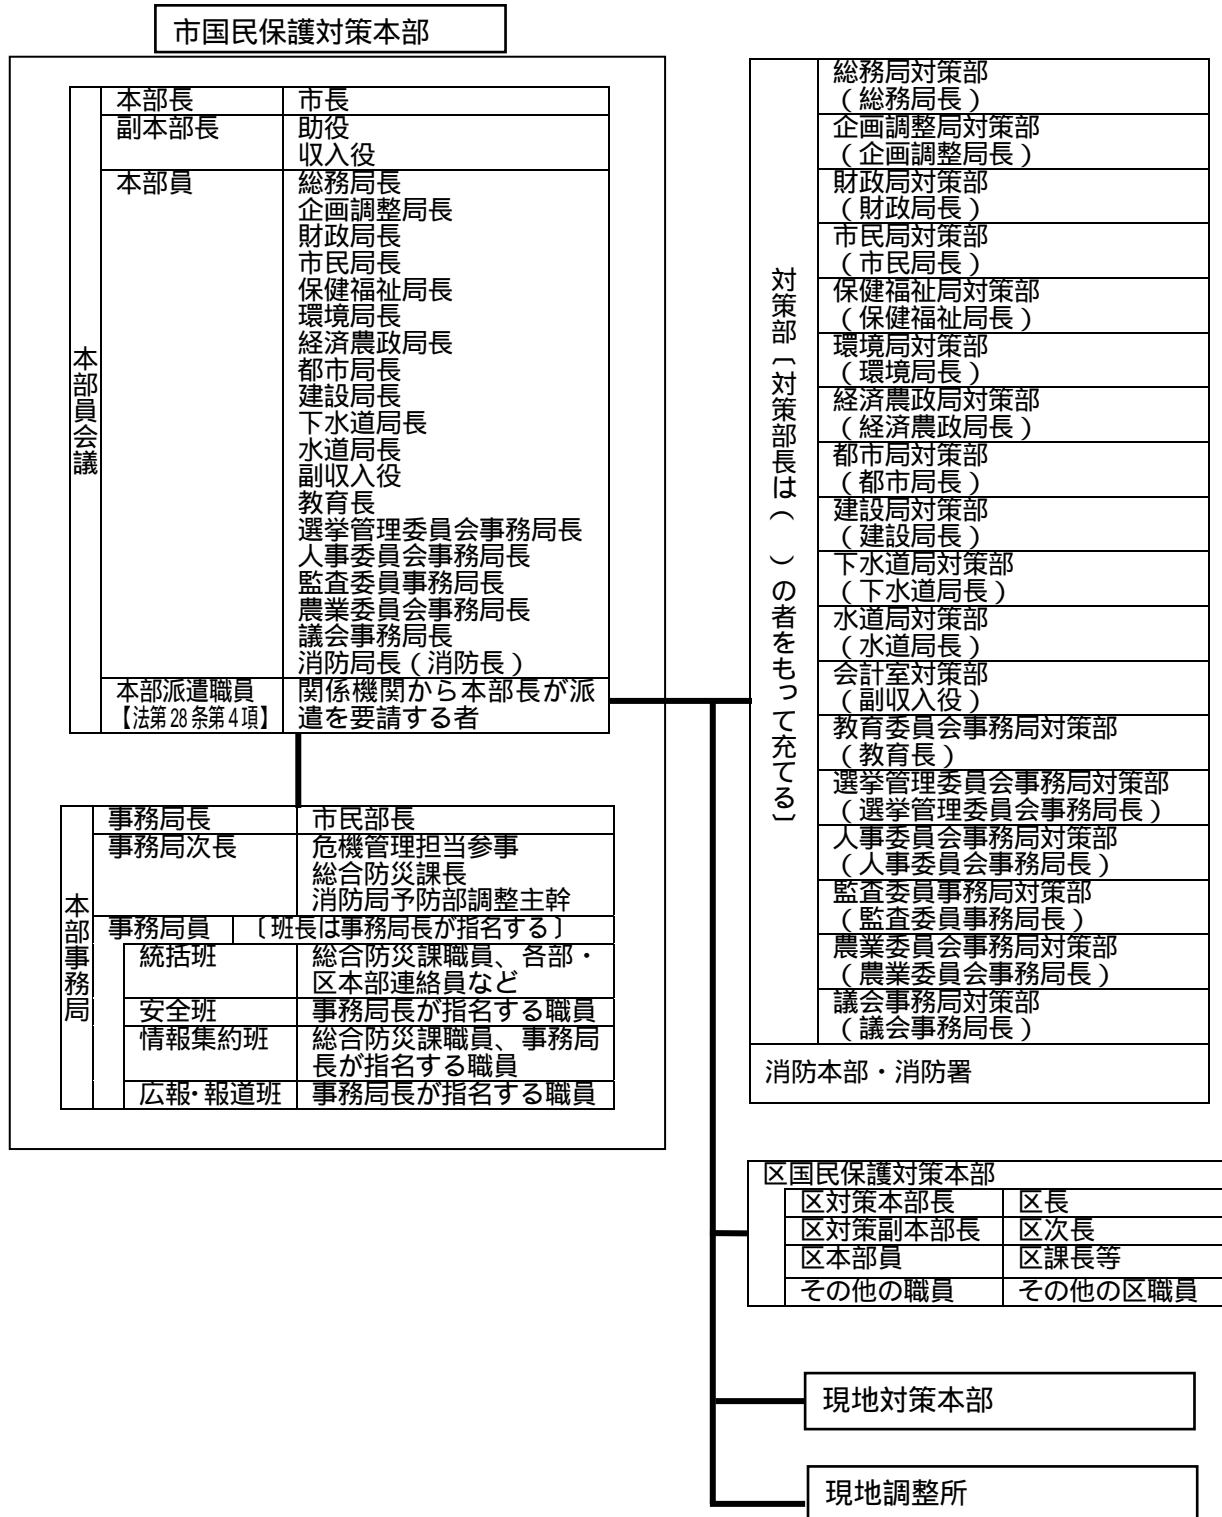 市国民保護対策本部
本部員会議
本部長 市長
副本部長 助役
収入役
本部員 総務局長
企画調整局長
財政局長
市民局長
保健福祉局長
環境局長
経済農政局長
都市局長
建設局長
下水道局長
水道局長
副収入役
教育長
選挙管理委員会事務局長
人事委員会事務局長
監査委員事務局長
農業委員会事務局長
議会事務局長
消防局長(消防長)
本部派遣職員 関係機関から本部長が派
【法第28条第4項】 遣を要請する者
本部事務局
事務局長 市民部長
事務局次長 危機管理担当参事
総合防災課長
消防局予防部調整主幹
事務局員 〔班長は事務局長が指名する〕
統括班 総合防災課職員、各部・
区本部連絡員など
安全班 事務局長が指名する職員
情報集約班 総合防災課職員、事務局
長が指名する職員
広報・報道班 事務局長が指名する職員
対策部〔対策部長は( )の者をもって充てる〕
総務局対策部
(総務局長)
企画調整局対策部
(企画調整局長)
財政局対策部
(財政局長)
市民局対策部
(市民局長)
保健福祉局対策部
(保健福祉局長)
環境局対策部
(環境局長)
経済農政局対策部
(経済農政局長)
都市局対策部
(都市局長)
建設局対策部
(建設局長)
下水道局対策部
(下水道局長)
水道局対策部
(水道局長)
会計室対策部
(副収入役)
教育委員会事務局対策部
(教育長)
選挙管理委員会事務局対策部
(選挙管理委員会事務局長)
人事委員会事務局対策部
(人事委員会事務局長)
監査委員事務局対策部
(監査委員事務局長)
農業委員会事務局対策部
(農業委員会事務局長)
議会事務局対策部
(議会事務局長)
消防本部・消防署
区国民保護対策本部
区対策本部長 区長
区対策副本部長 区次長
区本部員 区課長等
その他の職員 その他の区職員
現地対策本部
現地調整所